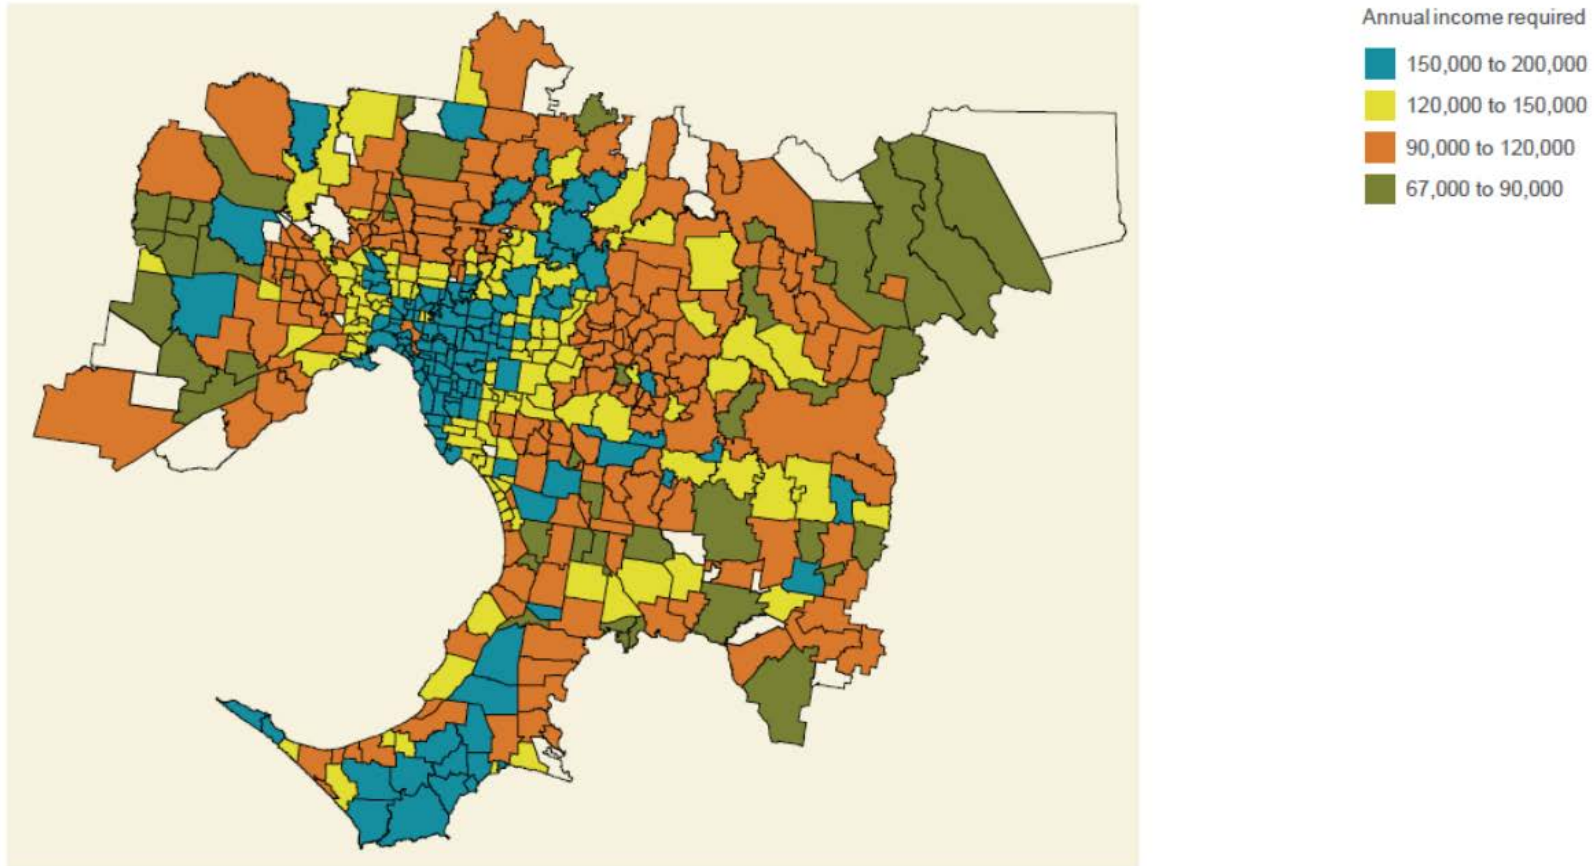 Annual income required
150,000 to 200,000
120,000 to 150,000
90,000 to 120,000
67,000 to 90,000